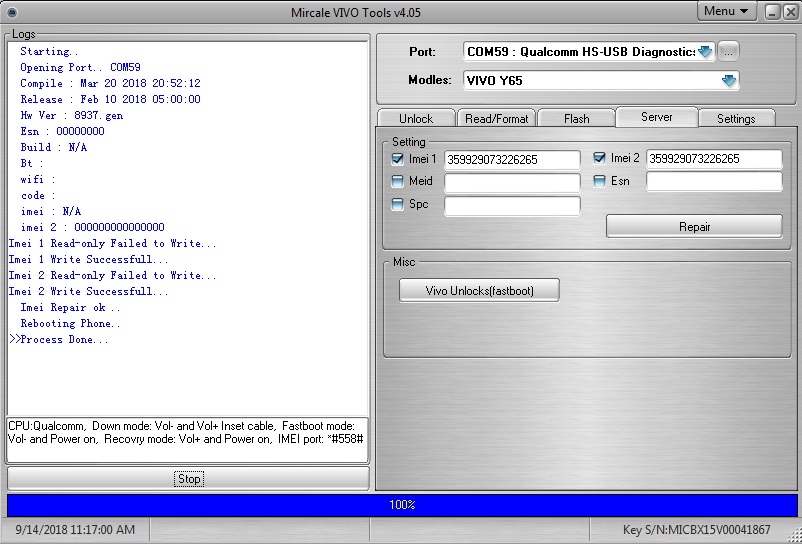 Mircale VIVO Tools v4.05
Menu
Logs
Starting..
Opening Port.. COM59
Compile : Mar 20 2018 20:52:12
Release : Feb 10 2018 05:00:00
Hw Ver : 8937.gen
Esn : 00000000
Build : N/A
Bt :
wifi :
code :
imei : N/A
imei 2 : 000000000000000
Imei 1 Read-only Failed to Write...
Imei 1 Write Successfull...
Imei 2 Read-only Failed to Write...
Imei 2 Write Successfull...
Imei Repair ok ..
Rebooting Phone..
>>Process Done...
CPU:Qualcomm, Down mode: Vol- and Vol+ Inset cable, Fastboot mode:
Vol- and Power on, Recovry mode: Vol+ and Power on, IMEI port: *#558#
Stop
Port: COM59 : Qualcomm HS-USB Diagnostics ...
Modles: VIVO Y65
Unlock Read/Format Flash Server Settings
Setting
Imei 1 359929073226265 Imei 2 359929073226265
Meid Esn
Spc
Repair
Misc
Vivo Unlocks(fastboot)
100%
9/14/2018 11:17:00 AM Key S/N:MICBX15V00041867